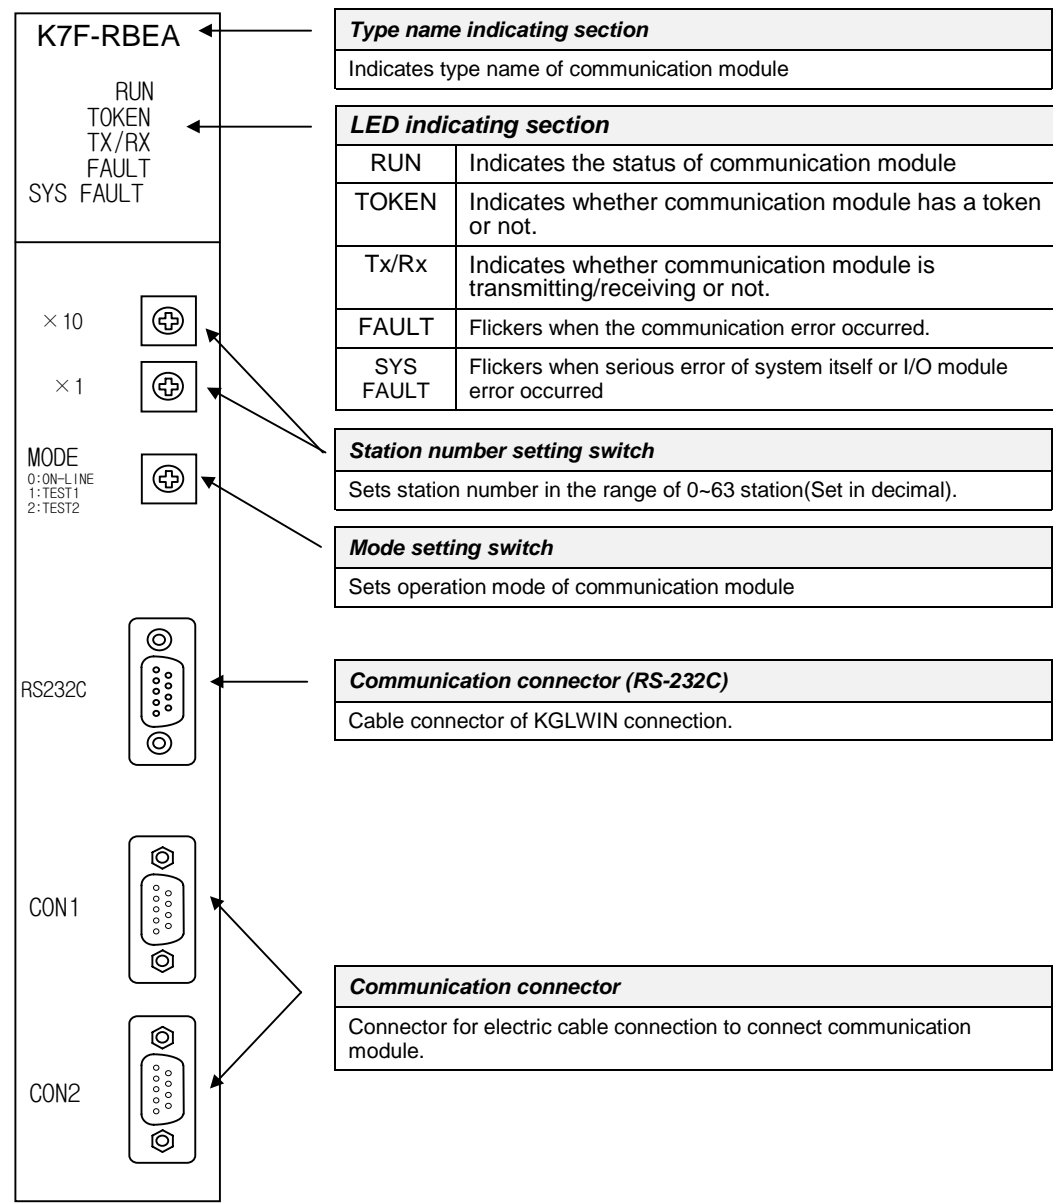 K7F-RBEA
RUN
TOKEN
TX/RX
FAULT
SYS FAULT
×10
×1
MODE
0:ON-LINE
1:TEST1
2:TEST2
RS232C
CON1
CON2
Type name indicating section
Indicates type name of communication module
LED indicating section
RUN Indicates the status of communication module
TOKEN Indicates whether communication module has a token
or not.
Tx/Rx Indicates whether communication module is
transmitting/receiving or not.
FAULT Flickers when the communication error occurred.
SYS Flickers when serious error of system itself or I/O module
FAULT error occurred
Station number setting switch
Sets station number in the range of 0~63 station(Set in decimal).
Mode setting switch
Sets operation mode of communication module
Communication connector (RS-232C)
Cable connector of KGLWIN connection.
Communication connector
Connector for electric cable connection to connect communication
module.